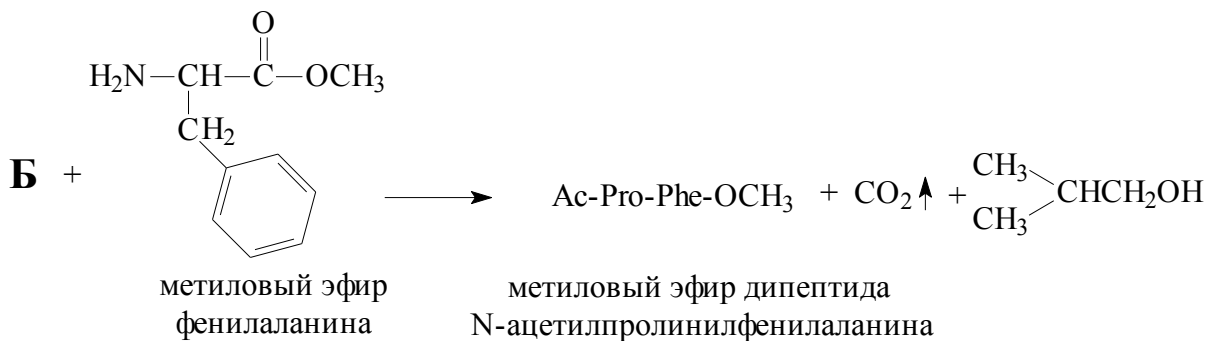 O
H₂N—CH—C—OCH₃
CH₂
Б + Ac-Pro-Phe-OCH₃ + CO₂↑ + CH₃ CHCH₂OH
CH₃
метиловый эфир
фенилаланина
метиловый эфир дипептида
N-ацетилпролинилфенилаланина